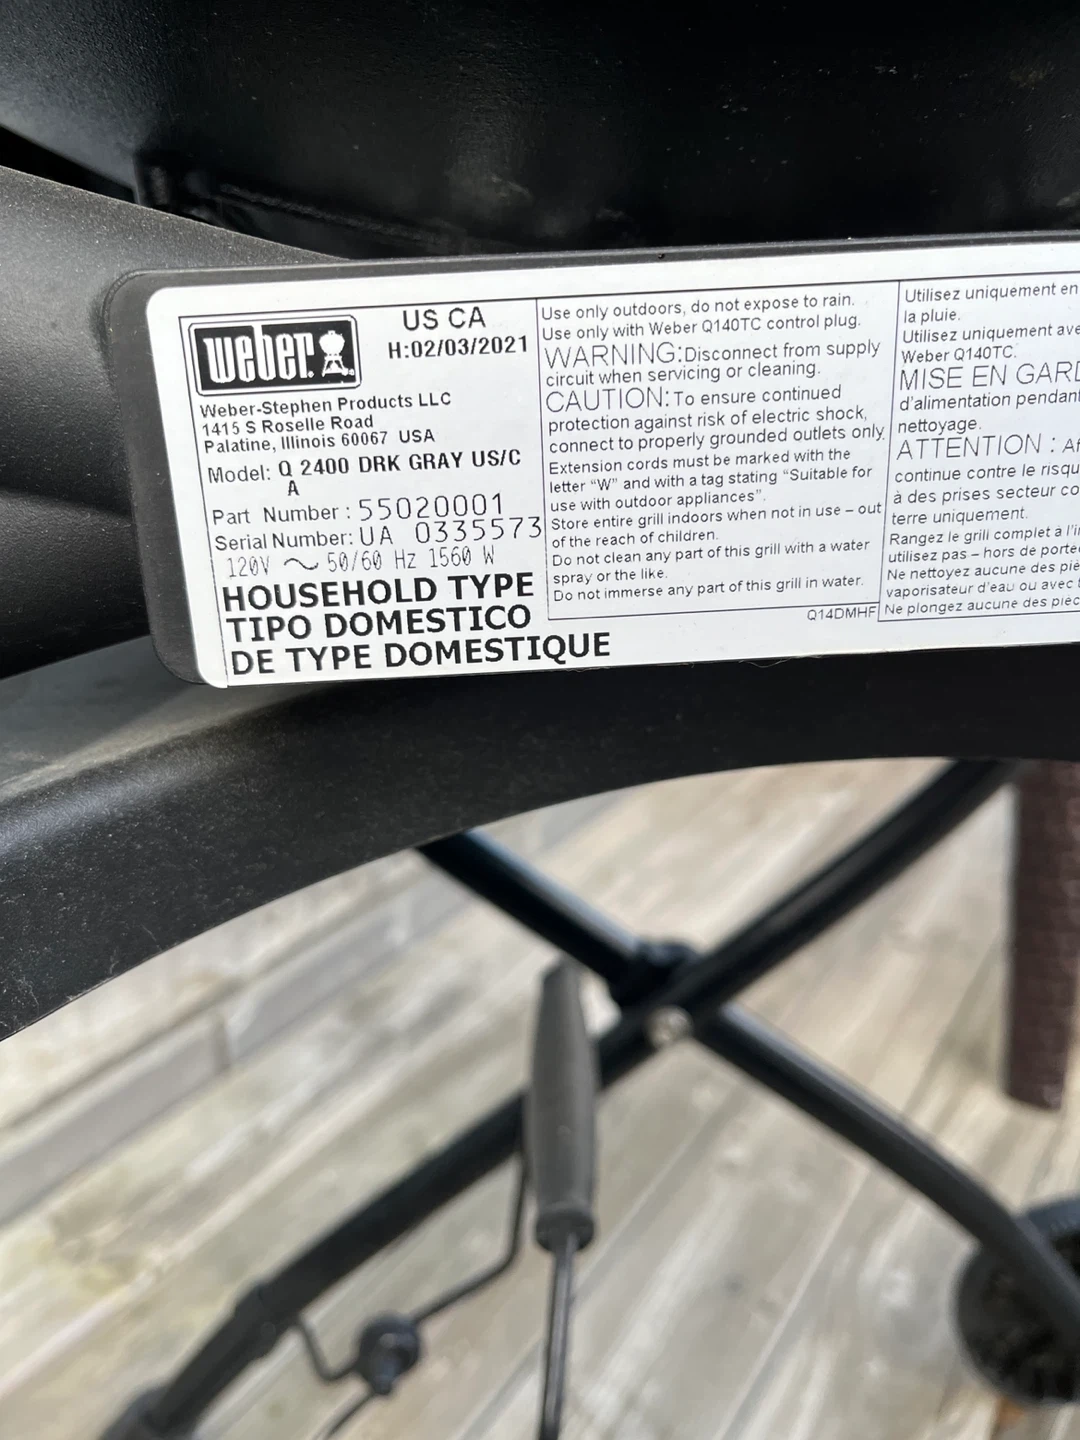 weber
US CA
H:02/03/2021
Weber-Stephen Products LLC
1415 S Roselle Road
Palatine, Illinois 60067 USA
Model: Q 2400 DRK GRAY US/C
A
Part Number: 55020001
Serial Number: UA 0335573
120V ~ 50/60 Hz 1560 W
HOUSEHOLD TYPE
TIPO DOMESTICO
DE TYPE DOMESTIQUE
Use only outdoors, do not expose to rain.
Use only with Weber Q140TC control plug.
WARNING: Disconnect from supply
circuit when servicing or cleaning.
CAUTION: To ensure continued
protection against risk of electric shock,
connect to properly grounded outlets only.
Extension cords must be marked with the
letter “W” and with a tag stating “Suitable for
use with outdoor appliances”.
Store entire grill indoors when not in use – out
of the reach of children.
Do not clean any part of this grill with a water
spray or the like.
Do not immerse any part of this grill in water.
Q14DMHF
Utilisez uniquement en
la pluie.
Utilisez uniquement ave
Weber Q140TC.
MISE EN GARD
d'alimentation pendant
nettoyage.
ATTENTION : Af
continue contre le risqu
à des prises secteur co
terre uniquement.
Rangez le grill complet à l'in
utilisez pas – hors de porté
Ne nettoyez aucune des piè
vaporisateur d'eau ou avec
Ne plongez aucune des pièc